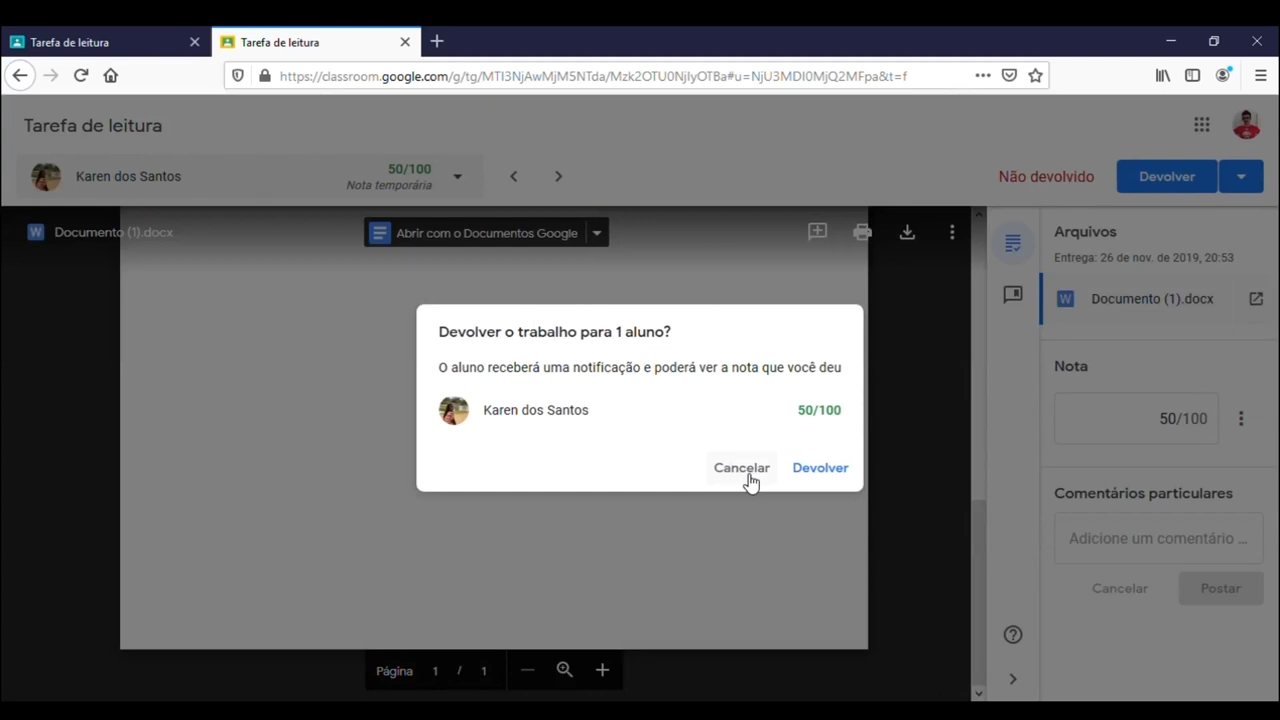 Tarefa de leitura
Tarefa de leitura
https://classroom.google.com/g/tg/MTI3NjAwMjM5NTda/Mzk2OTU0NjIyOTBa#u=NjU3MDI0MjQ2MFpa&t=f
Tarefa de leitura
Karen dos Santos
50/100
Nota temporária
Não devolvido
Devolver
Documento (1).docx
Abrir com o Documentos Google
Arquivos
Entrega: 26 de nov. de 2019, 20:53
Documento (1).docx
Devolver o trabalho para 1 aluno?
O aluno receberá uma notificação e poderá ver a nota que você deu
Karen dos Santos
50/100
Cancelar
Devolver
Nota
50/100
Comentários particulares
Adicione um comentário ...
Cancelar
Postar
Página 1 / 1